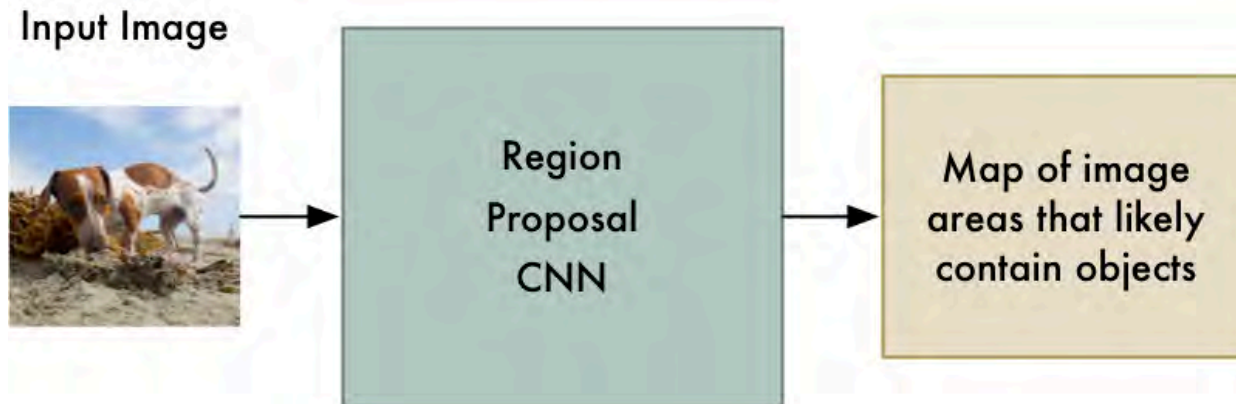 Input Image
Region
Proposal
CNN
Map of image
areas that likely
contain objects